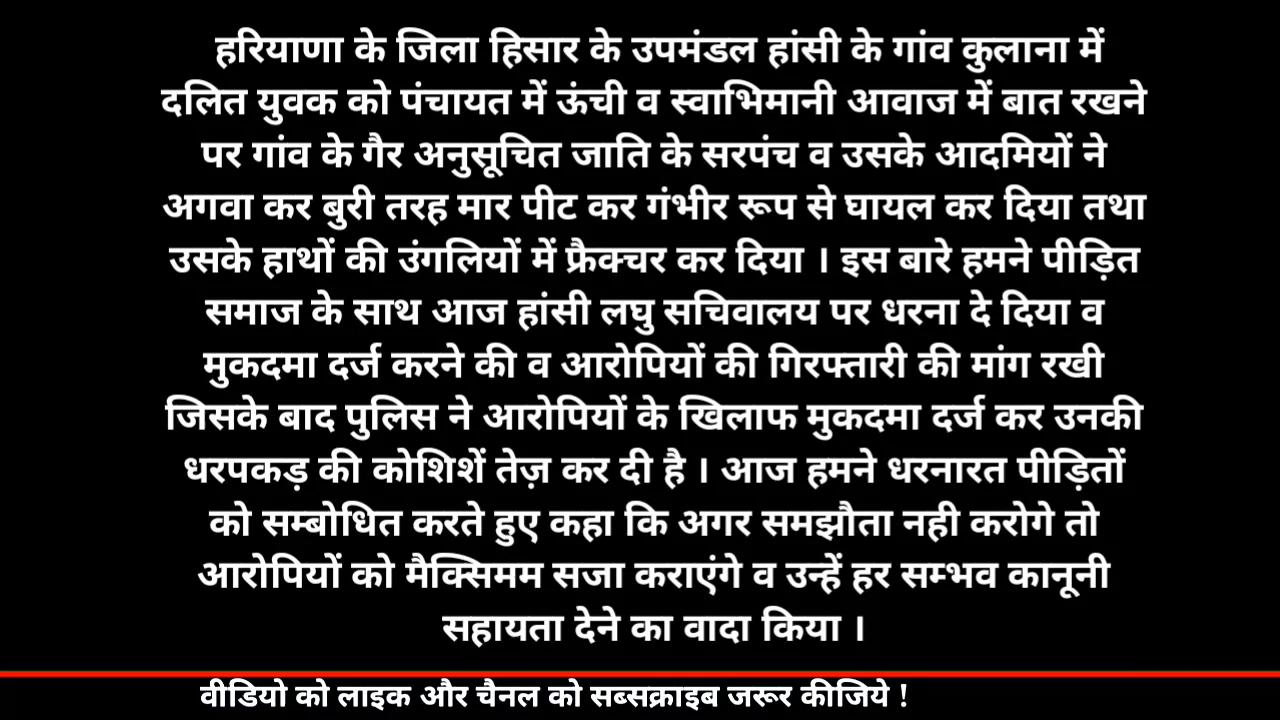 हरियाणा के जिला हिसार के उपमंडल हांसी के गांव कुलाना में
दलित युवक को पंचायत में ऊंची व स्वाभिमानी आवाज में बात रखने
पर गांव के गैर अनुसूचित जाति के सरपंच व उसके आदमियों ने
अगवा कर बुरी तरह मार पीट कर गंभीर रूप से घायल कर दिया तथा
उसके हाथों की उंगलियों में फ्रैक्चर कर दिया । इस बारे हमने पीड़ित
समाज के साथ आज हांसी लघु सचिवालय पर धरना दे दिया व
मुकदमा दर्ज करने की व आरोपियों की गिरफ्तारी की मांग रखी
जिसके बाद पुलिस ने आरोपियों के खिलाफ मुकदमा दर्ज कर उनकी
धरपकड़ की कोशिशें तेज़ कर दी है । आज हमने धरनारत पीड़ितों
को सम्बोधित करते हुए कहा कि अगर समझौता नही करोगे तो
आरोपियों को मैक्सिमम सजा कराएंगे व उन्हें हर सम्भव कानूनी
सहायता देने का वादा किया ।
वीडियो को लाइक और चैनल को सब्सक्राइब जरूर कीजिये !